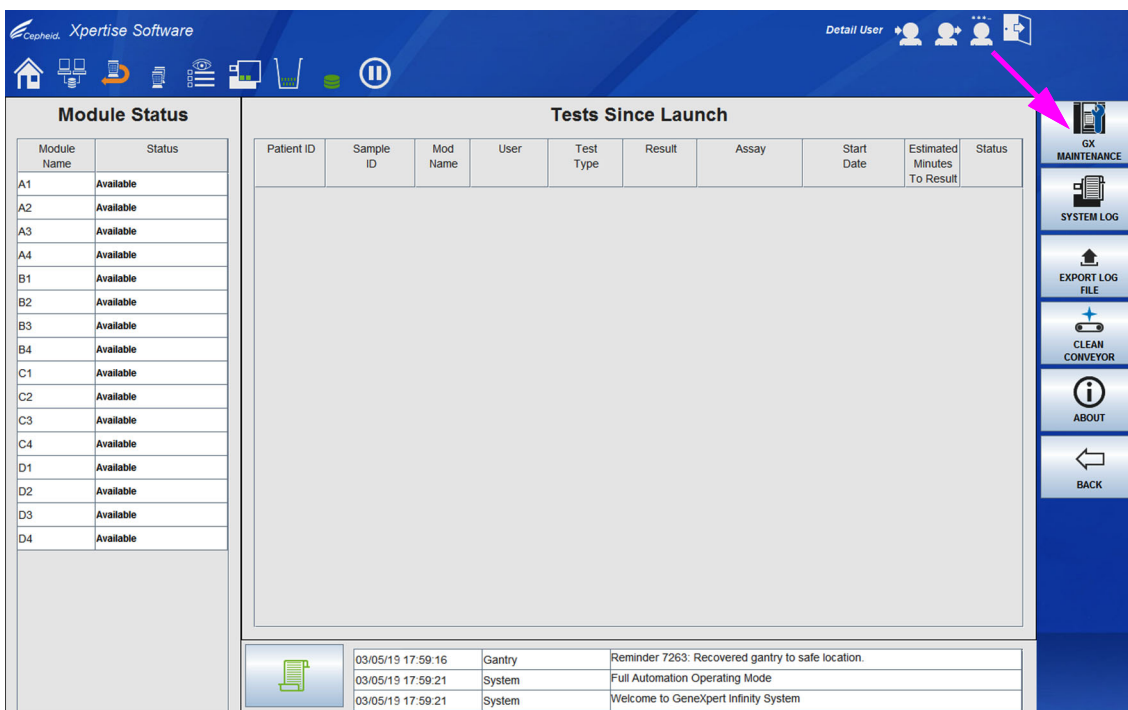 Cepheid. Xpertise Software
Detail User
Module Status
Module Name
Status
A1 Available
A2 Available
A3 Available
A4 Available
B1 Available
B2 Available
B3 Available
B4 Available
C1 Available
C2 Available
C3 Available
C4 Available
D1 Available
D2 Available
D3 Available
D4 Available
Tests Since Launch
Patient ID
Sample ID
Mod Name
User
Test Type
Result
Assay
Start Date
Estimated Minutes To Result
Status
03/05/19 17:59:16 Gantry Reminder 7263: Recovered gantry to safe location.
03/05/19 17:59:21 System Full Automation Operating Mode
03/05/19 17:59:21 System Welcome to GeneXpert Infinity System
GX
MAINTENANCE
SYSTEM LOG
EXPORT LOG
FILE
CLEAN
CONVEYOR
ABOUT
BACK